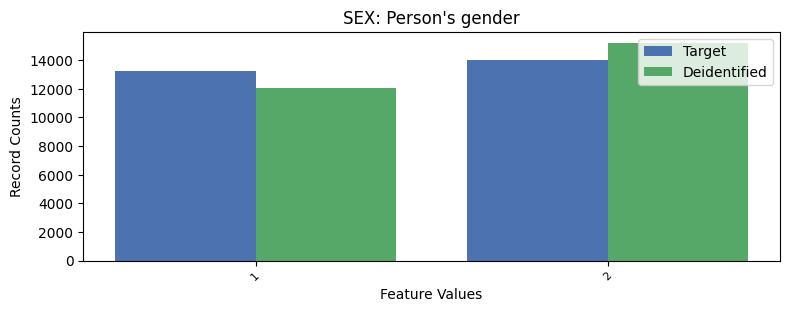 SEX: Person's gender
Target
Deidentified
Record Counts
14000
12000
10000
8000
6000
4000
2000
0
1
2
Feature Values